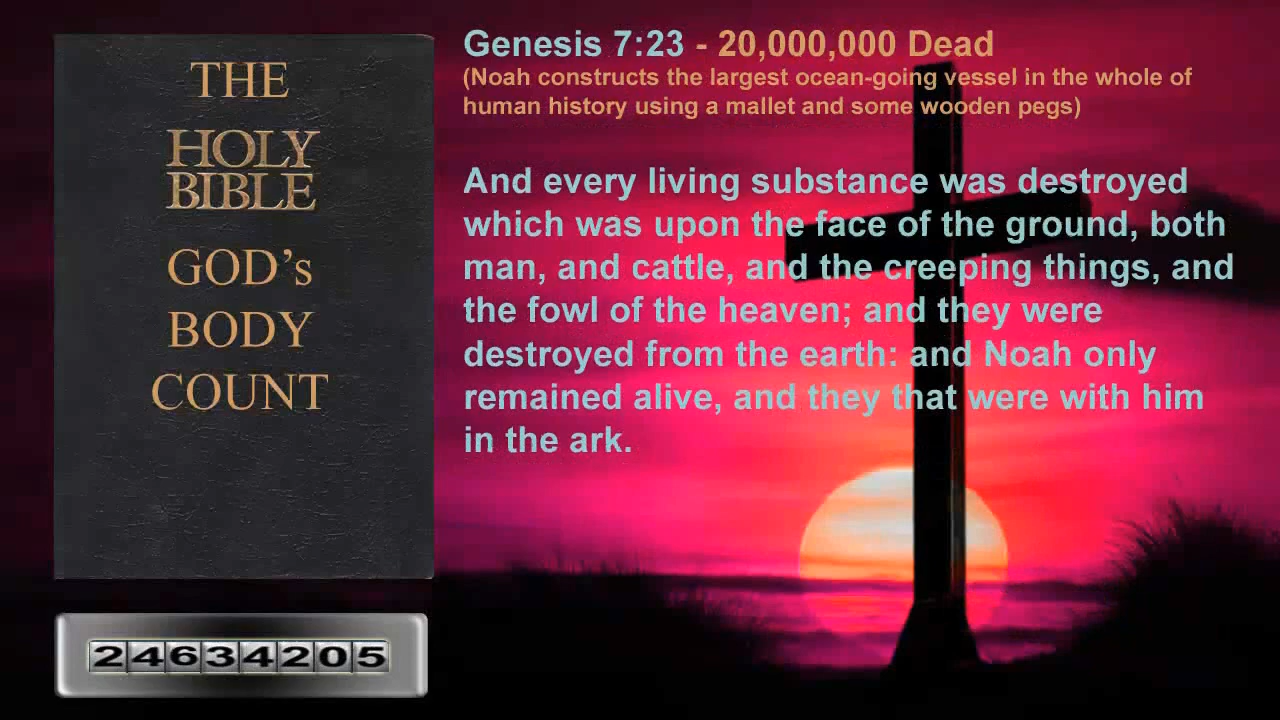 THE
HOLY
BIBLE
GOD's
BODY
COUNT
24634205
Genesis 7:23 - 20,000,000 Dead
(Noah constructs the largest ocean-going vessel in the whole of
human history using a mallet and some wooden pegs)
And every living substance was destroyed
which was upon the face of the ground, both
man, and cattle, and the creeping things, and
the fowl of the heaven; and they were
destroyed from the earth: and Noah only
remained alive, and they that were with him
in the ark.